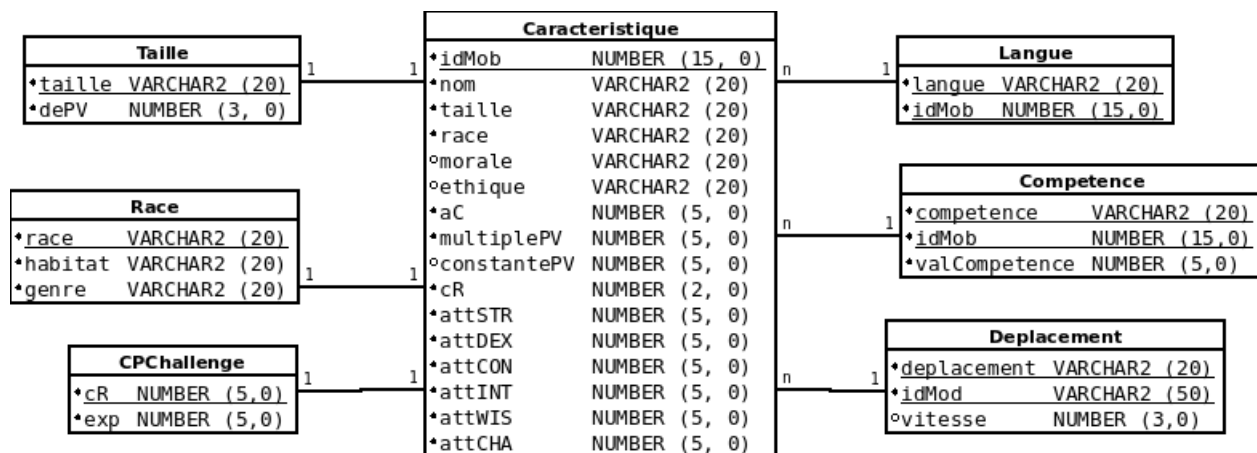 Taille
taille VARCHAR2 (20)
dePV NUMBER (3, 0)
1 1
Race
race VARCHAR2 (20)
habitat VARCHAR2 (20)
genre VARCHAR2 (20)
1 1
CPChallenge
cR NUMBER (5,0)
exp NUMBER (5,0)
1 1
Caracteristique
idMob NUMBER (15, 0)
nom VARCHAR2 (20)
taille VARCHAR2 (20)
race VARCHAR2 (20)
morale VARCHAR2 (20)
ethique VARCHAR2 (20)
aC NUMBER (5, 0)
multiplePV NUMBER (5, 0)
constantePV NUMBER (5, 0)
cR NUMBER (2, 0)
attSTR NUMBER (5, 0)
attDEX NUMBER (5, 0)
attCON NUMBER (5, 0)
attINT NUMBER (5, 0)
attWIS NUMBER (5, 0)
attCHA NUMBER (5, 0)
n 1
Langue
langue VARCHAR2 (20)
idMob NUMBER (15,0)
n 1
Competence
competence VARCHAR2 (20)
idMob NUMBER (15,0)
valCompetence NUMBER (5,0)
n 1
Deplacement
deplacement VARCHAR2 (20)
idMod VARCHAR2 (50)
vitesse NUMBER (3,0)